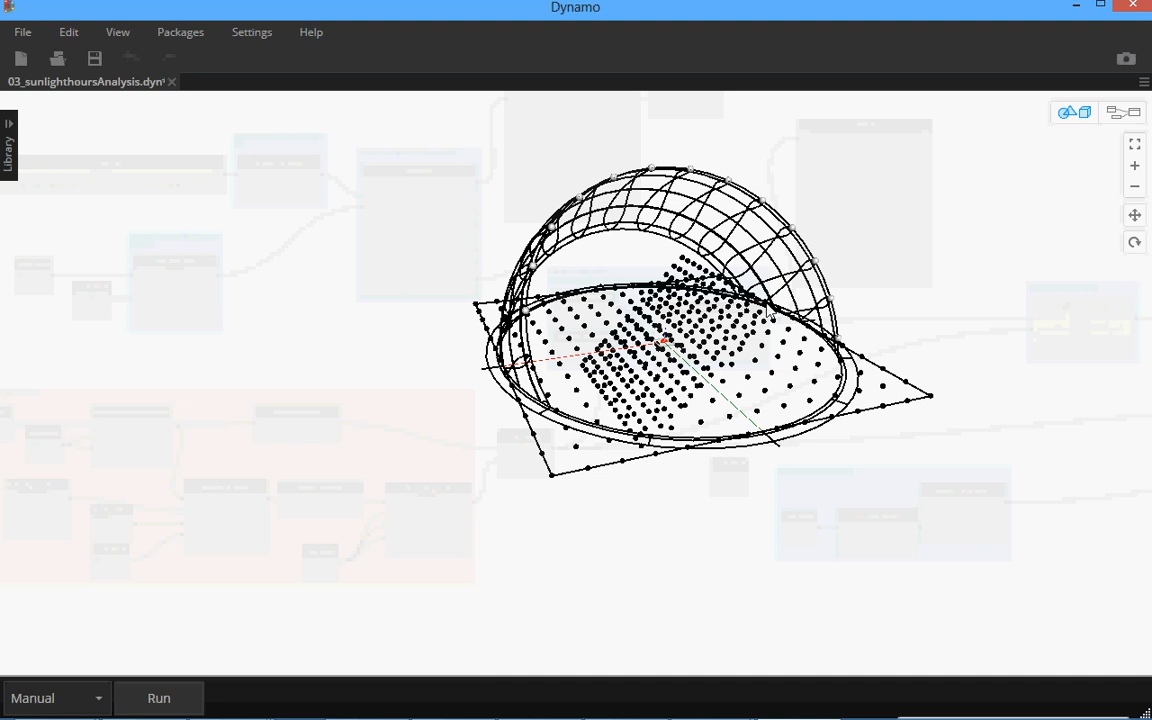 Dynamo
File Edit View Packages Settings Help
03_sunlighthoursAnalysis.dyn*
Library
Manual Run